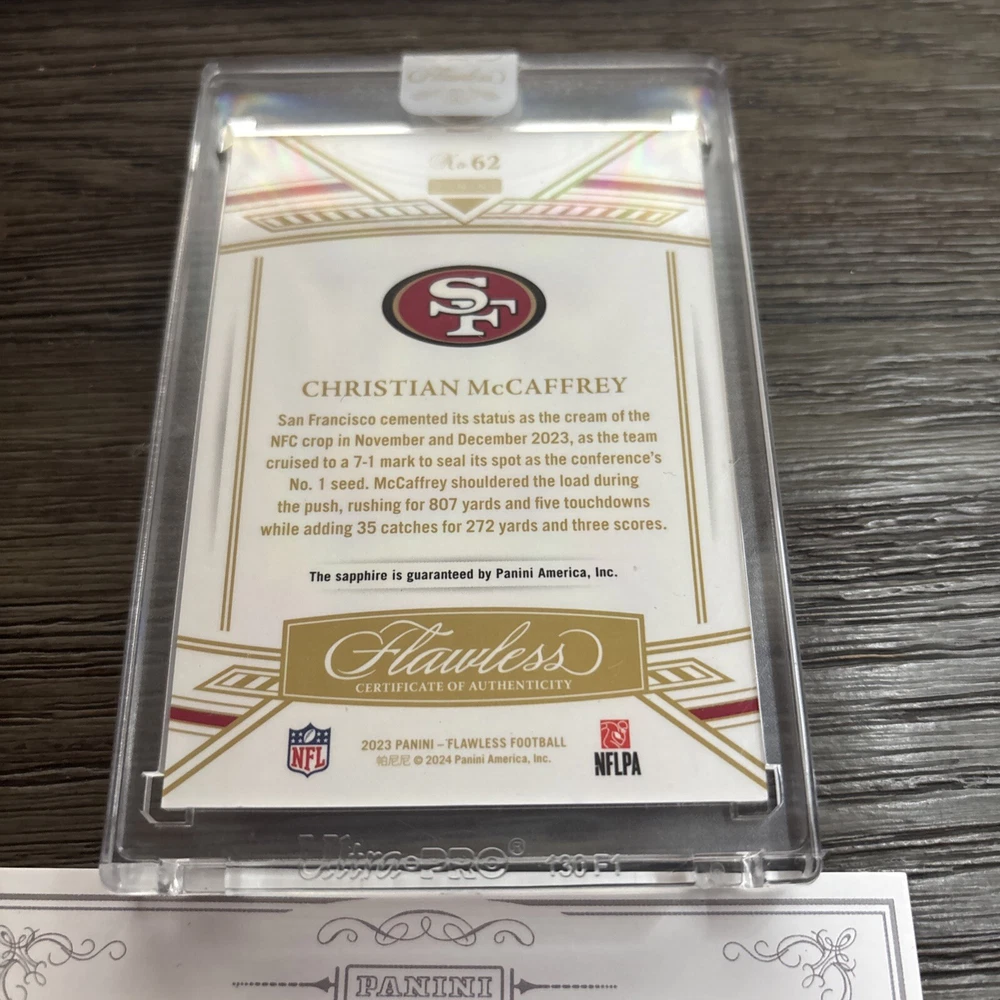 Flawless
No 62
SF
CHRISTIAN McCAFFREY
San Francisco cemented its status as the cream of the
NFC crop in November and December 2023, as the team
cruised to a 7-1 mark to seal its spot as the conference's
No. 1 seed. McCaffrey shouldered the load during
the push, rushing for 807 yards and five touchdowns
while adding 35 catches for 272 yards and three scores.
The sapphire is guaranteed by Panini America, Inc.
Flawless
CERTIFICATE OF AUTHENTICITY
NFL
2023 PANINI – FLAWLESS FOOTBALL
帕尼尼 © 2024 Panini America, Inc.
NFLPA
Ultra•PRO® 130 F1
PANINI